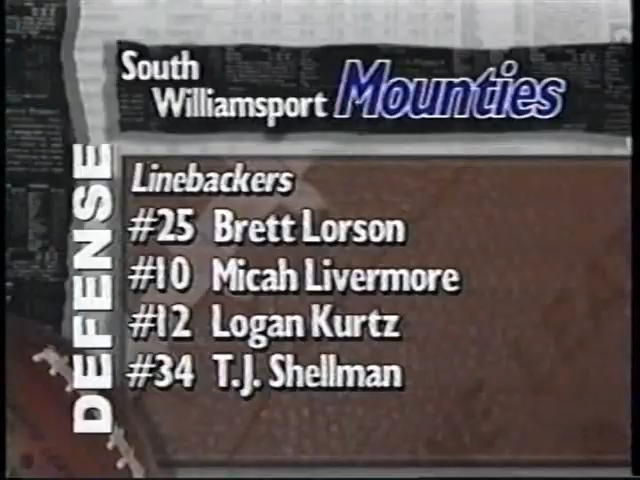 South
Williamsport Mounties
DEFENSE
Linebackers
#25 Brett Lorson
#10 Micah Livermore
#12 Logan Kurtz
#34 T.J. Shellman